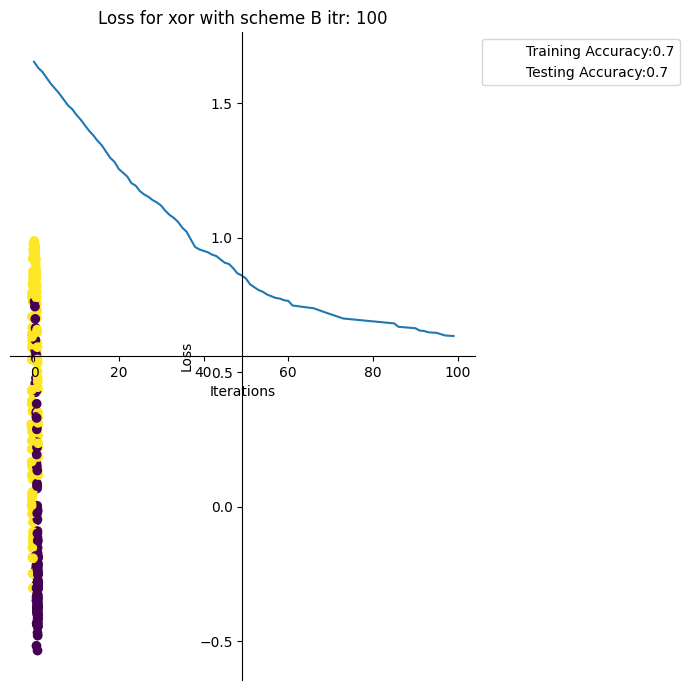 Loss for xor with scheme B itr: 100
Training Accuracy:0.7
Testing Accuracy:0.7
1.5
1.0
Loss
0 20 40 60 80 100
0.5
Iterations
0.0
−0.5